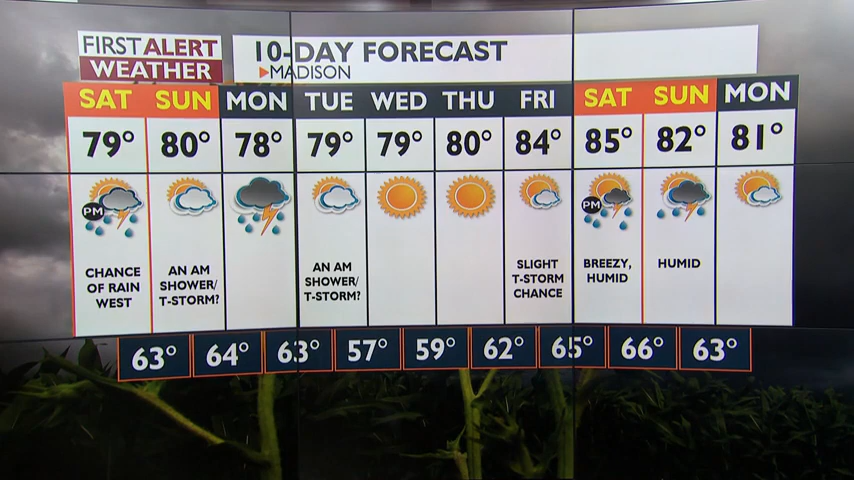 FIRST ALERT
WEATHER
10-DAY FORECAST
MADISON
SAT SUN MON TUE WED THU FRI SAT SUN MON
79° 80° 78° 79° 79° 80° 84° 85° 82° 81°
PM PM
CHANCE
OF RAIN
WEST
AN AM
SHOWER/
T-STORM?
AN AM
SHOWER/
T-STORM?
SLIGHT
T-STORM
CHANCE
BREEZY,
HUMID
HUMID
63° 64° 63° 57° 59° 62° 65° 66° 63°